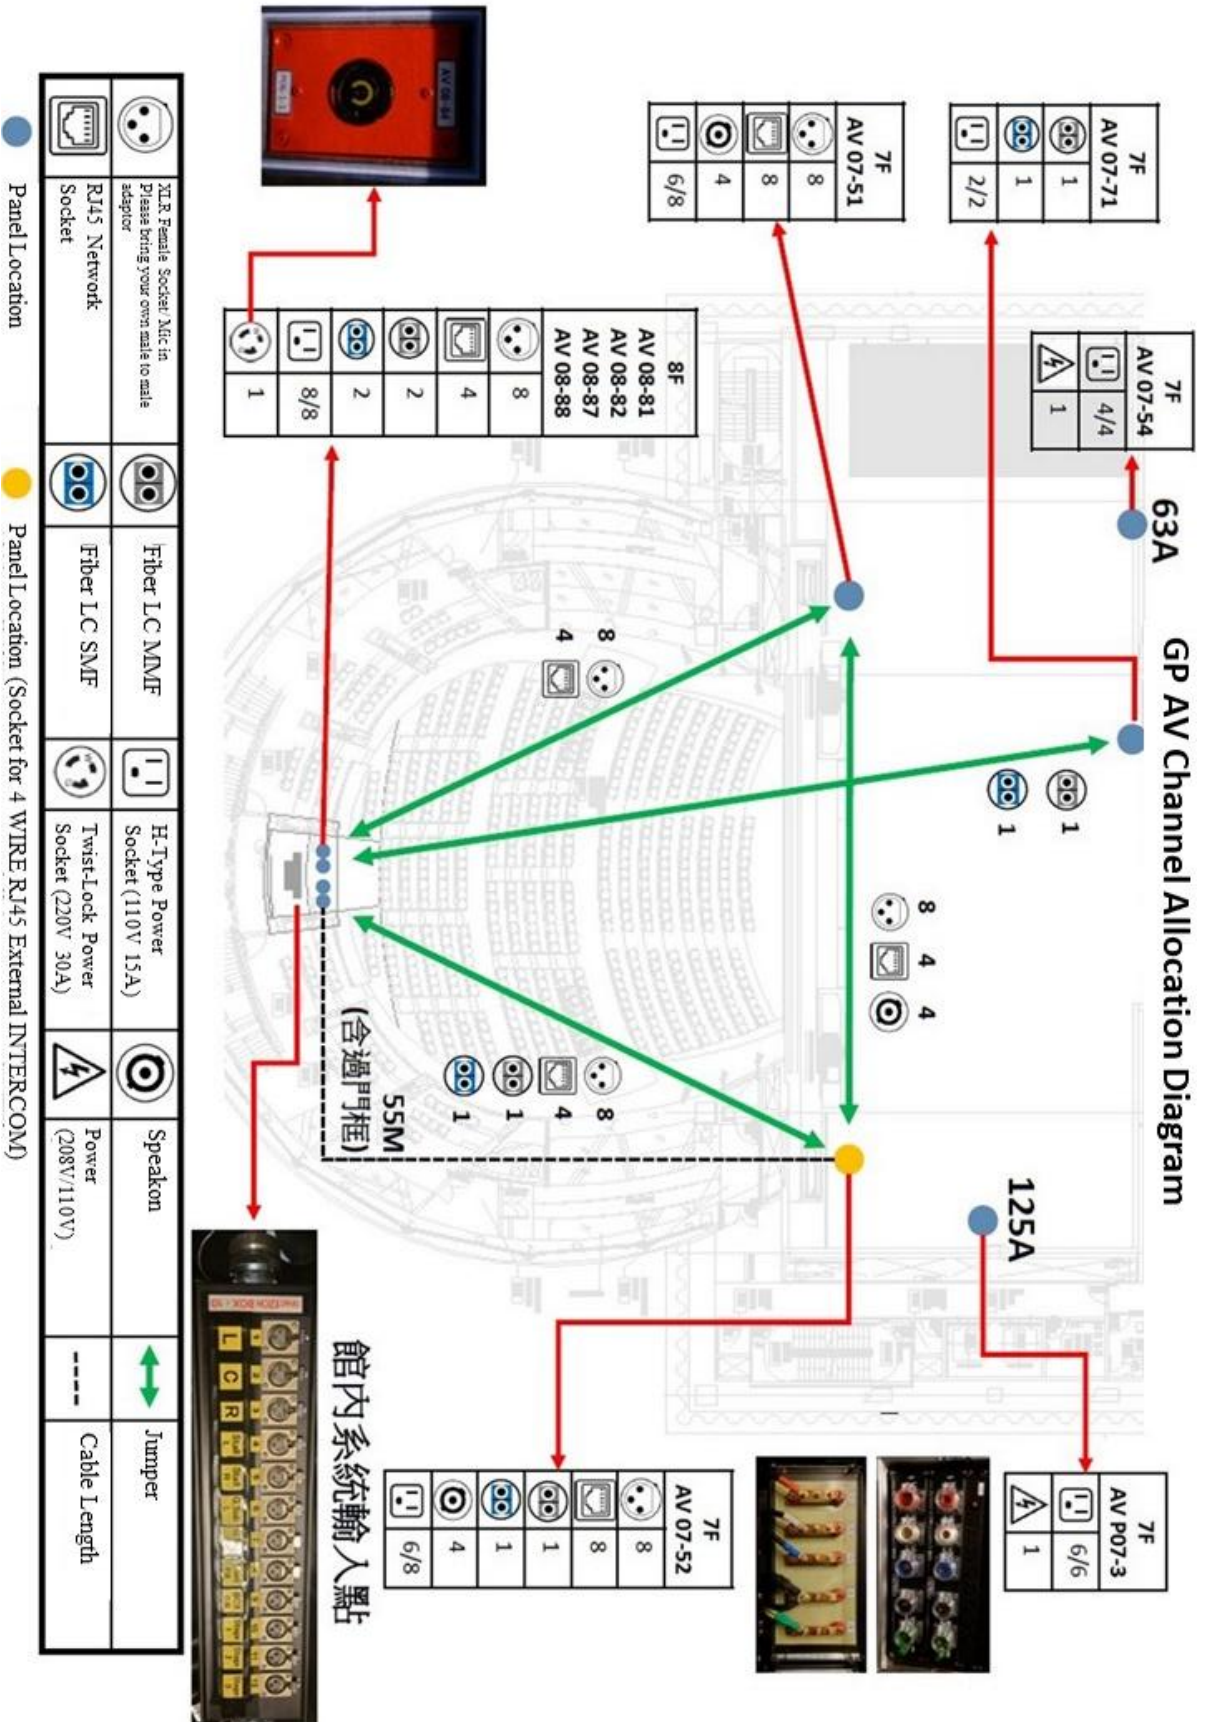 GP AV Channel Allocation Diagram
63A
125A
7F
AV 07-54
4/4
1
7F
AV 07-71
1
1
2/2
7F
AV 07-51
8
8
4
6/8
8F
AV 08-81
AV 08-82
AV 08-87
AV 08-88
8
4
2
2
8/8
1
AV 08-84
1
1
8
4
4
8
4
8
4
1
1
55M
(含過門框)
7F
AV P07-3
6/6
1
7F
AV 07-52
8
8
1
1
4
6/8
館內系統輸入點
L
C
R
XLR Female Socket/ Mic in
Please bring your own male to male
adaptor
Fiber LC MMF
H-Type Power
Socket (110V 15A)
Speakon
Jumper
RJ45 Network
Socket
Fiber LC SMF
Twist-Lock Power
Socket (220V 30A)
Power
(208V/110V)
Cable Length
Panel Location
Panel Location (Socket for 4 WIRE RJ45 External INTERCOM)